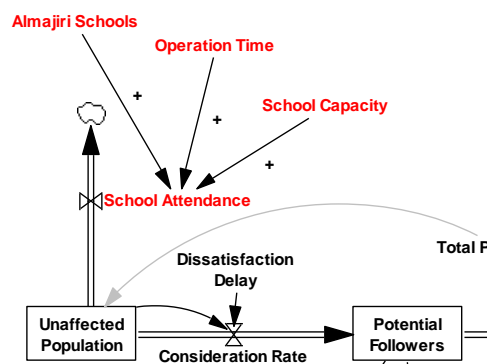 Almajiri Schools
Operation Time
School Capacity
+
+
+
School Attendance
Total P
Dissatisfaction
Delay
Unaffected
Population
Potential
Followers
Consideration Rate